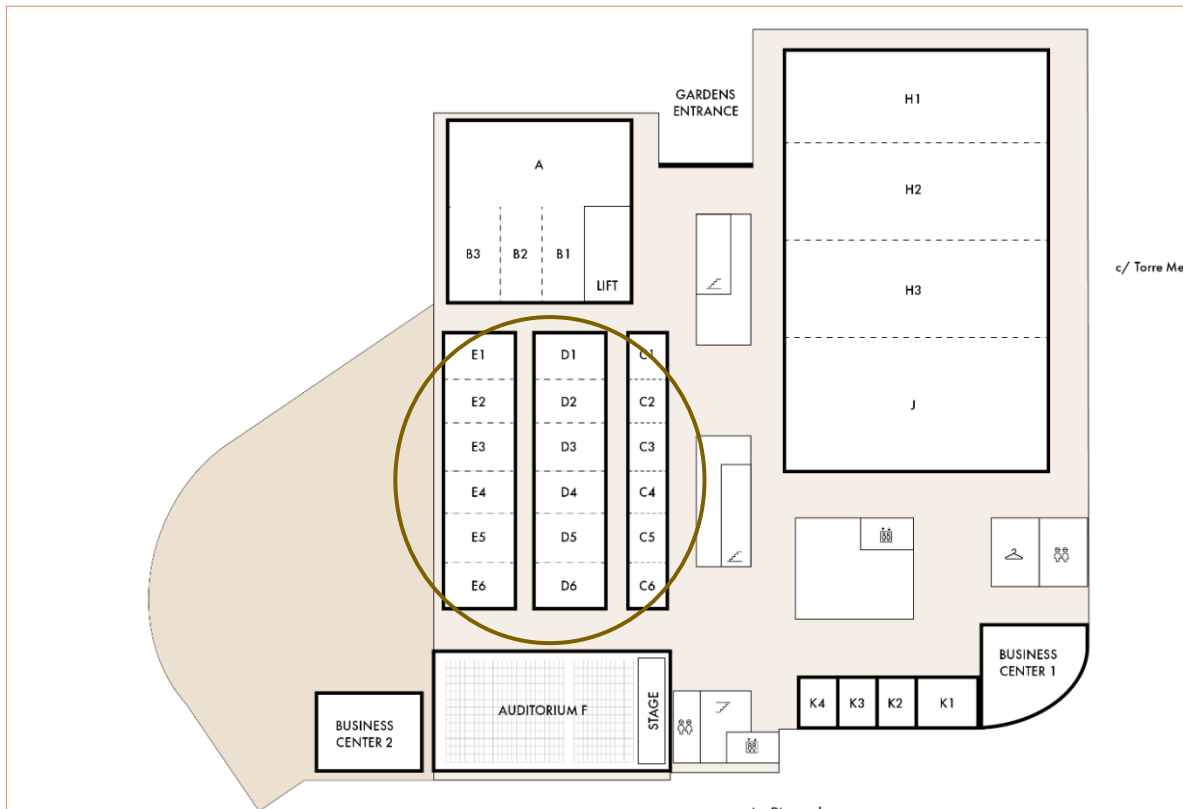 GARDENS
ENTRANCE
H1
A
H2
B3
B2
B1
LIFT
c/ Torre Me
H3
E1
D1
C1
E2
D2
C2
J
E3
D3
C3
E4
D4
C4
E5
D5
C5
E6
D6
C6
BUSINESS
CENTER 1
K4
K3
K2
K1
AUDITORIUM F
STAGE
BUSINESS
CENTER 2